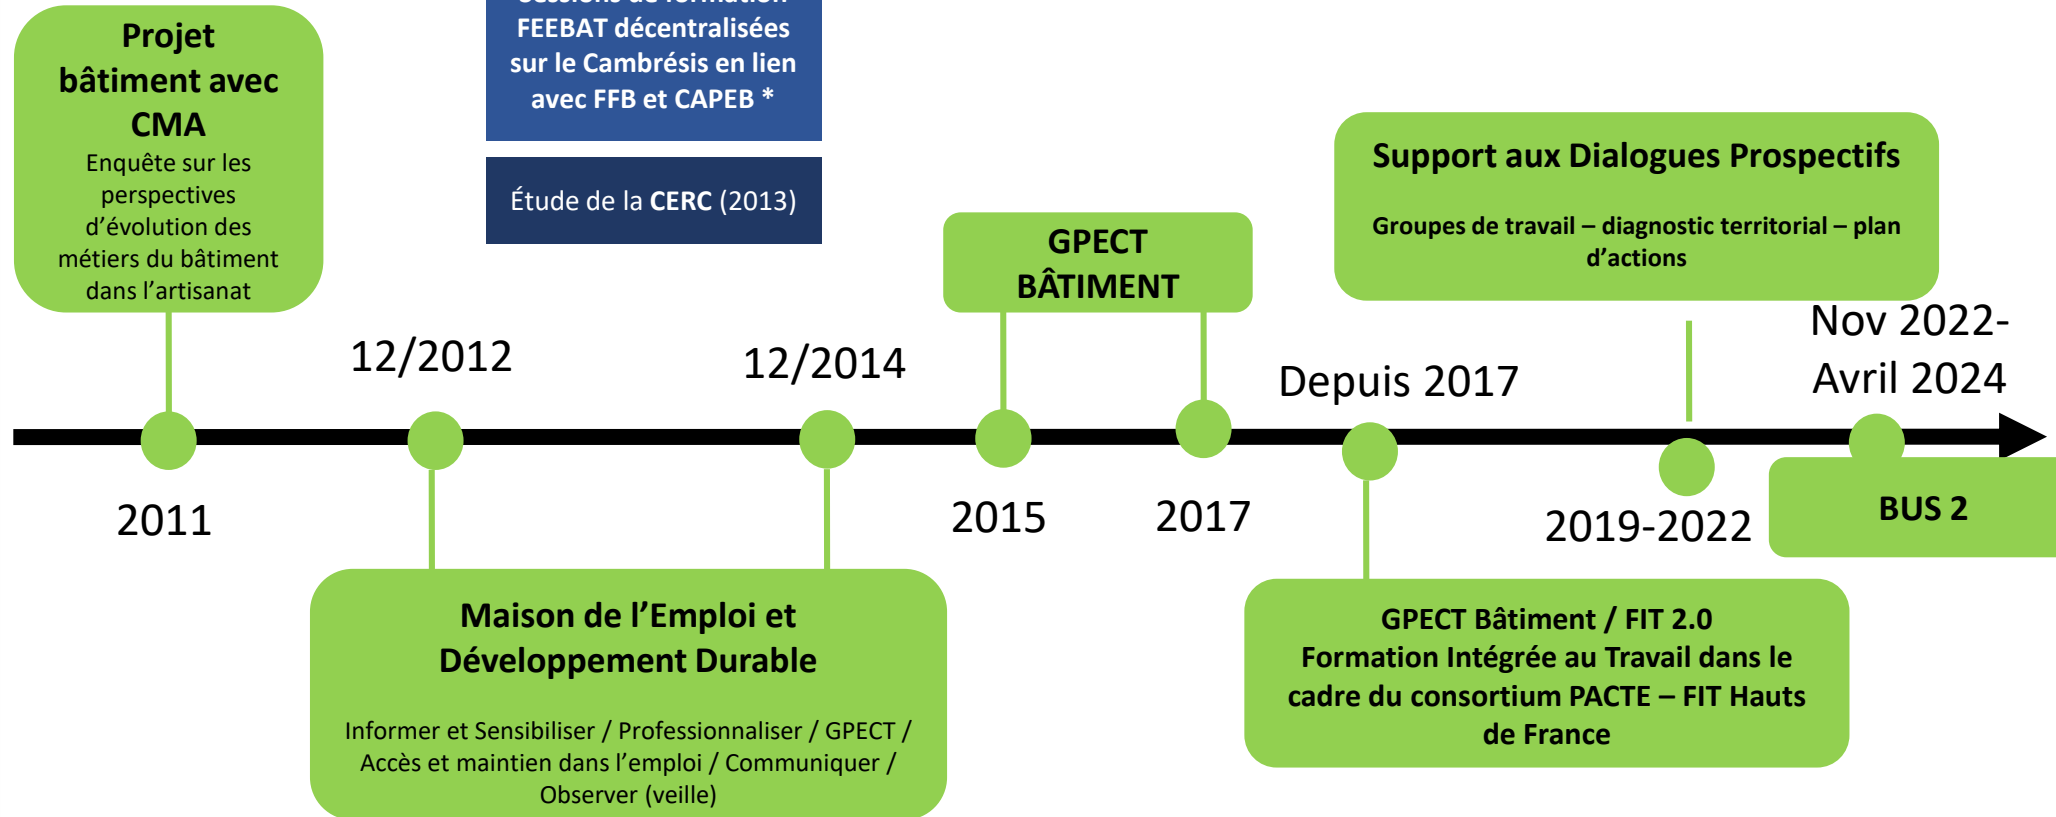 Projet
bâtiment avec
CMA
Enquête sur les
perspectives
d’évolution des
métiers du bâtiment
dans l’artisanat
Sessions de formation
FEEBAT décentralisées
sur le Cambrésis en lien
avec FFB et CAPEB *
Étude de la CERC (2013)
GPECT
BÂTIMENT
Support aux Dialogues Prospectifs
Groupes de travail – diagnostic territorial – plan
d’actions
12/2012
12/2014
Depuis 2017
Nov 2022-
Avril 2024
2011
2015
2017
2019-2022
BUS 2
Maison de l’Emploi et
Développement Durable
Informer et Sensibiliser / Professionnaliser / GPECT /
Accès et maintien dans l’emploi / Communiquer /
Observer (veille)
GPECT Bâtiment / FIT 2.0
Formation Intégrée au Travail dans le
cadre du consortium PACTE – FIT Hauts
de France